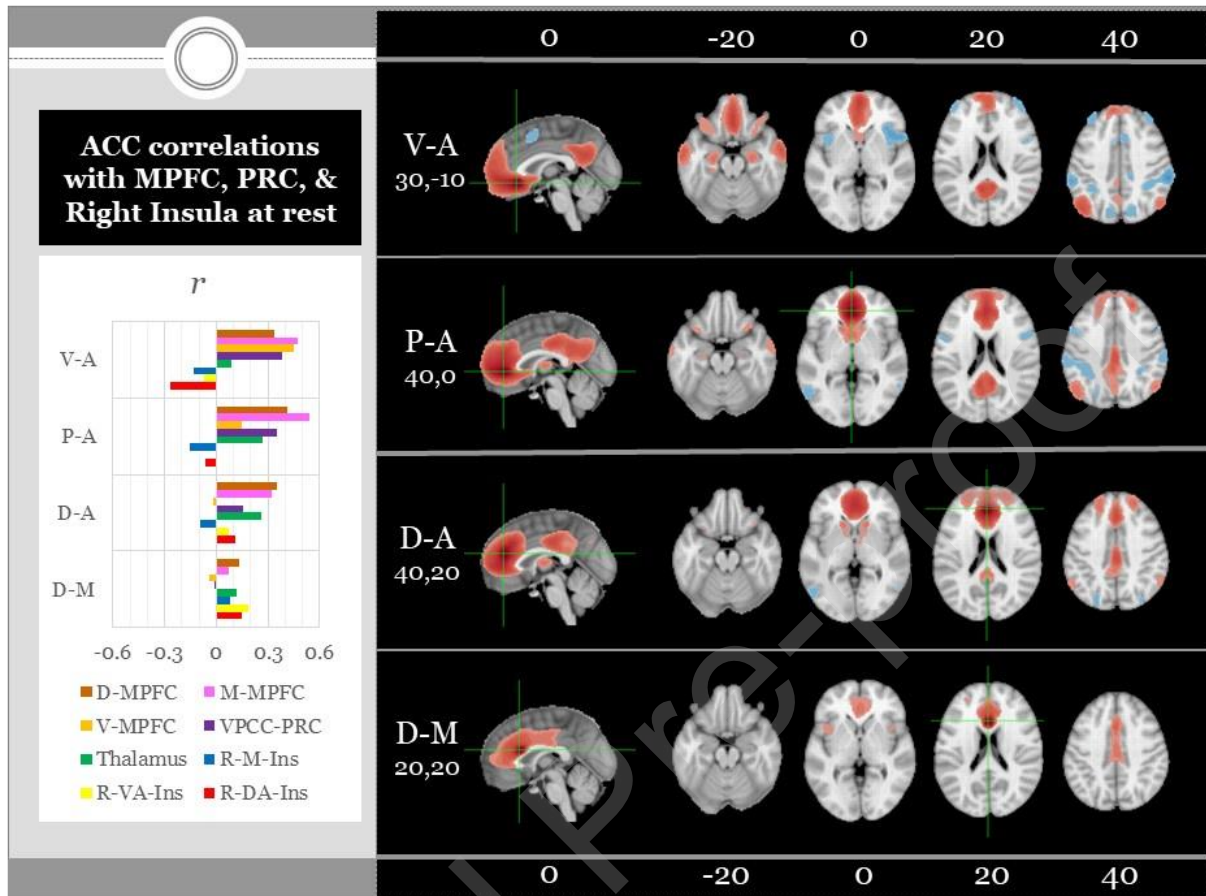 0 -20 0 20 40
ACC correlations
with MPFC, PRC, &
Right Insula at rest
r
V-A
P-A
D-A
D-M
-0.6 -0.3 0 0.3 0.6
D-MPFC M-MPFC
V-MPFC VPCC-PRC
Thalamus R-M-Ins
R-VA-Ins R-DA-Ins
V-A
30,-10
P-A
40,0
D-A
40,20
D-M
20,20
0 -20 0 20 40
l Pre-proof